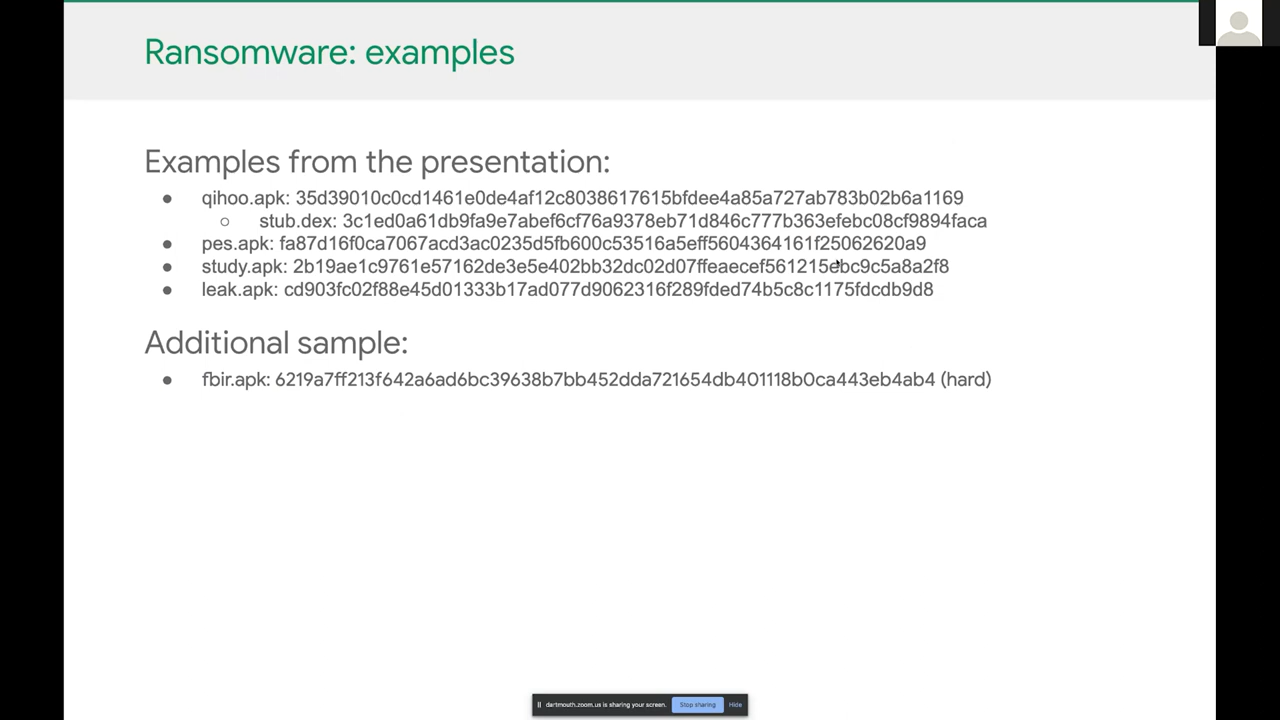 Ransomware: examples
Examples from the presentation:
● qihoo.apk: 35d39010c0cd1461e0de4af12c8038617615bfdee4a85a727ab783b02b6a1169
○ stub.dex: 3c1ed0a61db9fa9e7abef6cf76a9378eb71d846c777b363efebc08cf9894faca
● pes.apk: fa87d16f0ca7067acd3ac0235d5fb600c53516a5eff5604364161f25062620a9
● study.apk: 2b19ae1c9761e57162de3e5e402bb32dc02d07ffeaecef561215ebc9c5a8a2f8
● leak.apk: cd903fc02f88e45d01333b17ad077d9062316f289fded74b5c8c1175fdcdb9d8
Additional sample:
● fbir.apk: 6219a7ff213f642a6ad6bc39638b7bb452dda721654db401118b0ca443eb4ab4 (hard)
dartmouth.zoom.us is sharing your screen. Stop sharing Hide